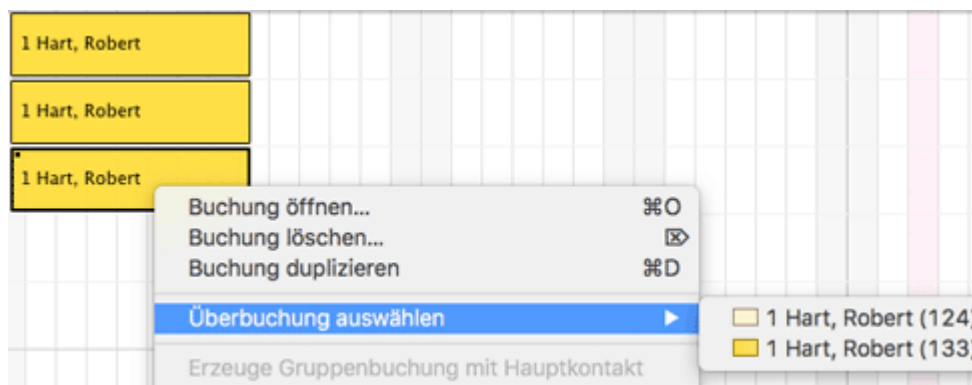 1 Hart, Robert
1 Hart, Robert
1 Hart, Robert
Buchung öffnen... ⌘O
Buchung löschen... ⌦
Buchung duplizieren ⌘D
Überbuchung auswählen ▶
1 Hart, Robert (124)
1 Hart, Robert (133)
Erzeuge Gruppenbuchung mit Hauptkontakt